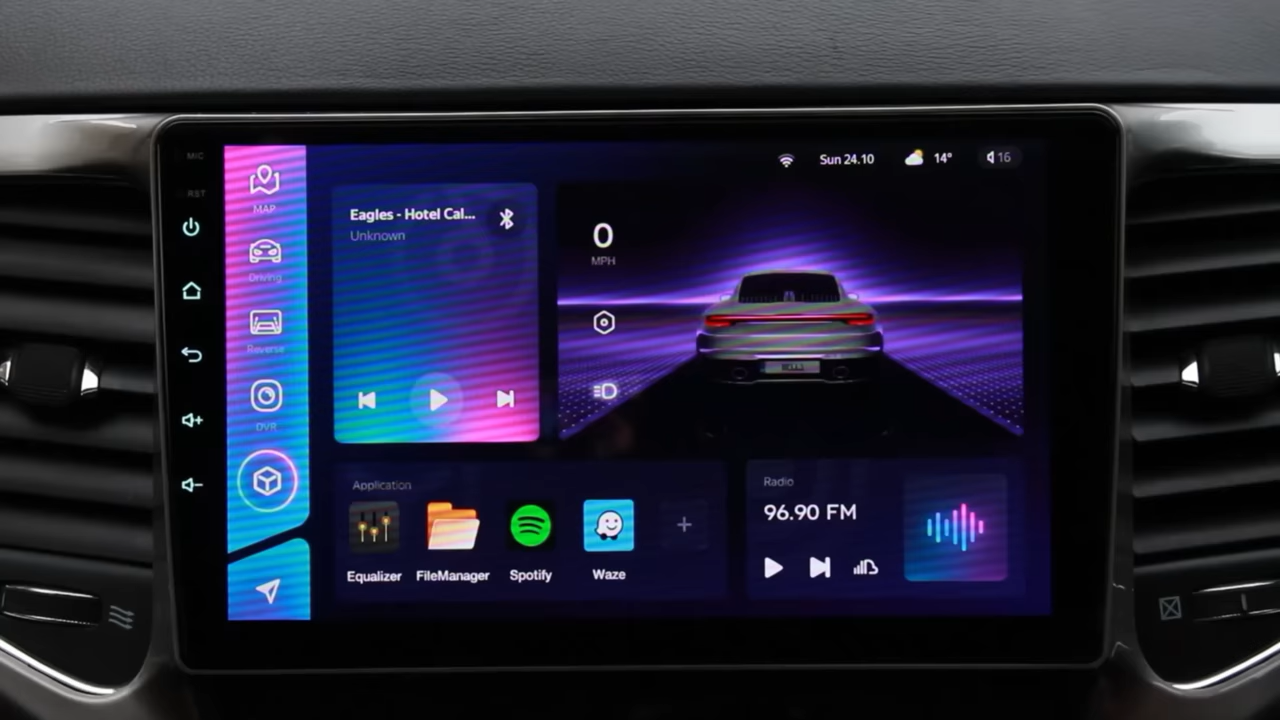 MIC
RST
MAP
Driving
Reverse
DVR
Sun 24.10
14°
16
Eagles - Hotel Cal...
Unknown
0
MPH
Application
Equalizer
FileManager
Spotify
Waze
Radio
96.90 FM